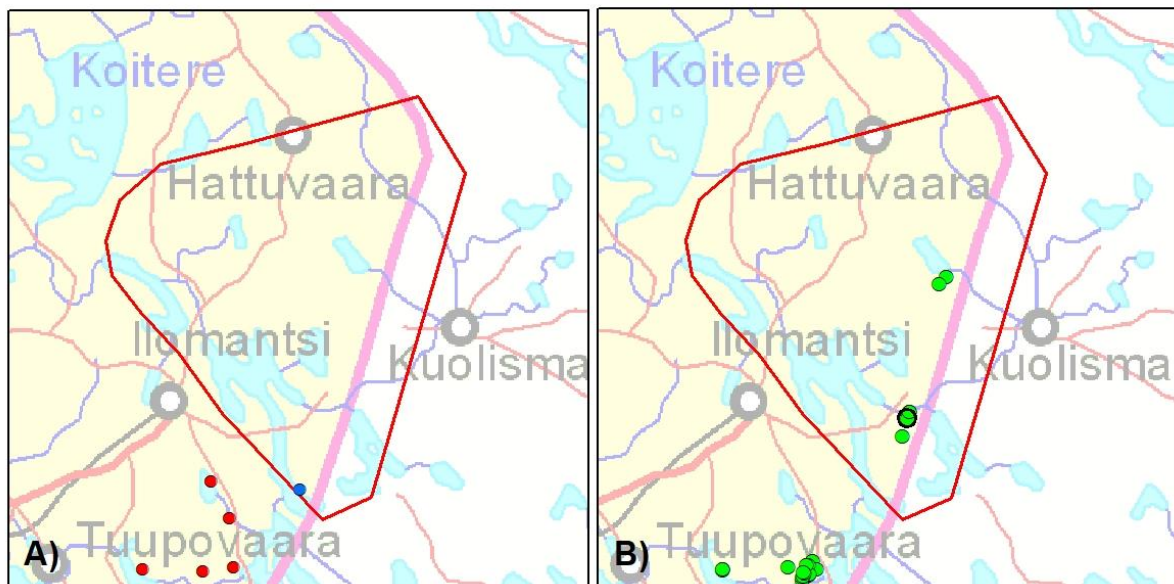 Koitere
Hattuvaara
Ilomantsi
Kuolisma
Tuupovaara
A)
Koitere
Hattuvaara
Ilomantsi
Kuolisma
Tuupovaara
B)